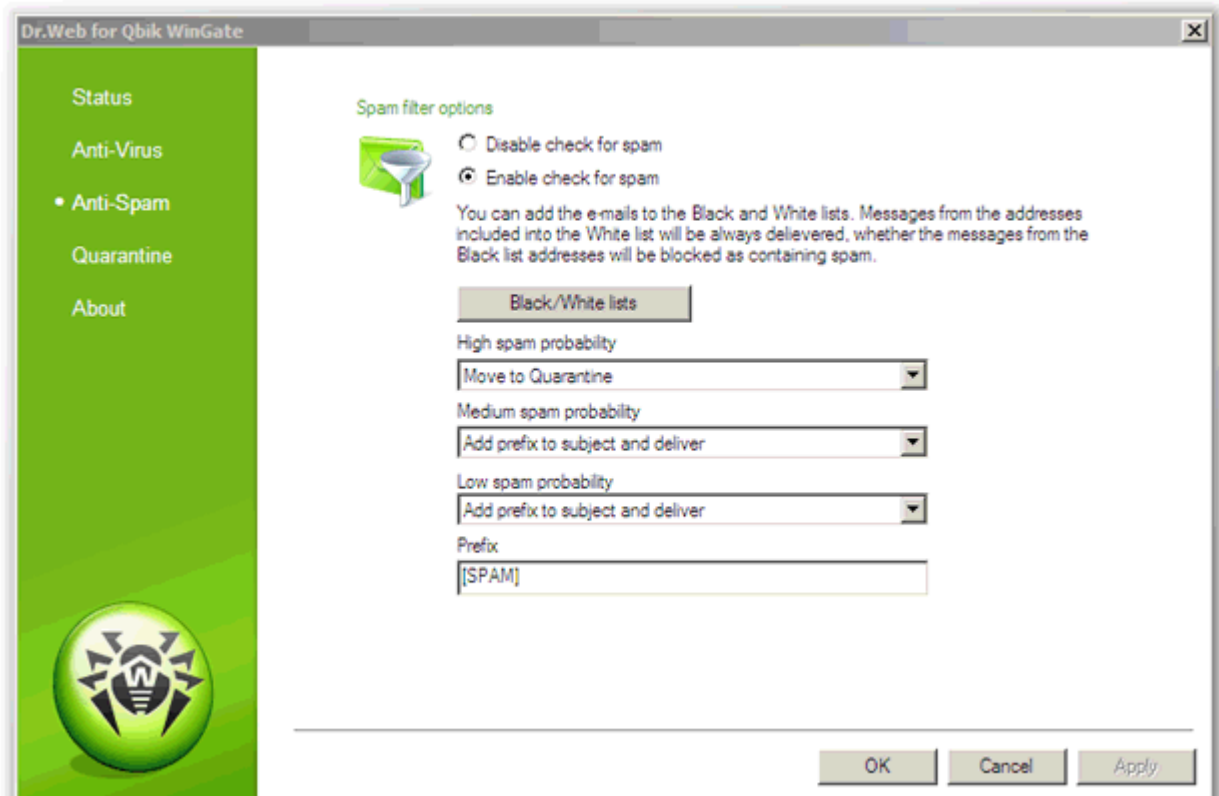 Dr.Web for Qbik WinGate
Status
Anti-Virus
Anti-Spam
Quarantine
About
Spam filter options
Disable check for spam
Enable check for spam
You can add the e-mails to the Black and White lists. Messages from the addresses
included into the White list will be always delievered, whether the messages from the
Black list addresses will be blocked as containing spam.
Black/White lists
High spam probability
Move to Quarantine
Medium spam probability
Add prefix to subject and deliver
Low spam probability
Add prefix to subject and deliver
Prefix
[SPAM]
W
OK
Cancel
Apply